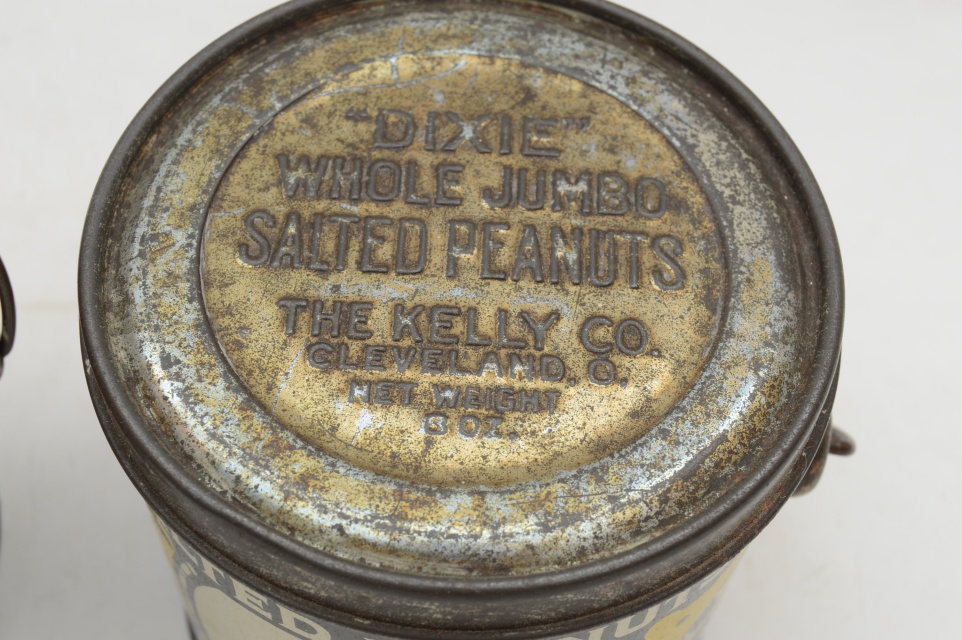 "DIXIE"
WHOLE JUMBO
SALTED PEANUTS
THE KELLY CO.
CLEVELAND, O.
NET WEIGHT
8 OZ.